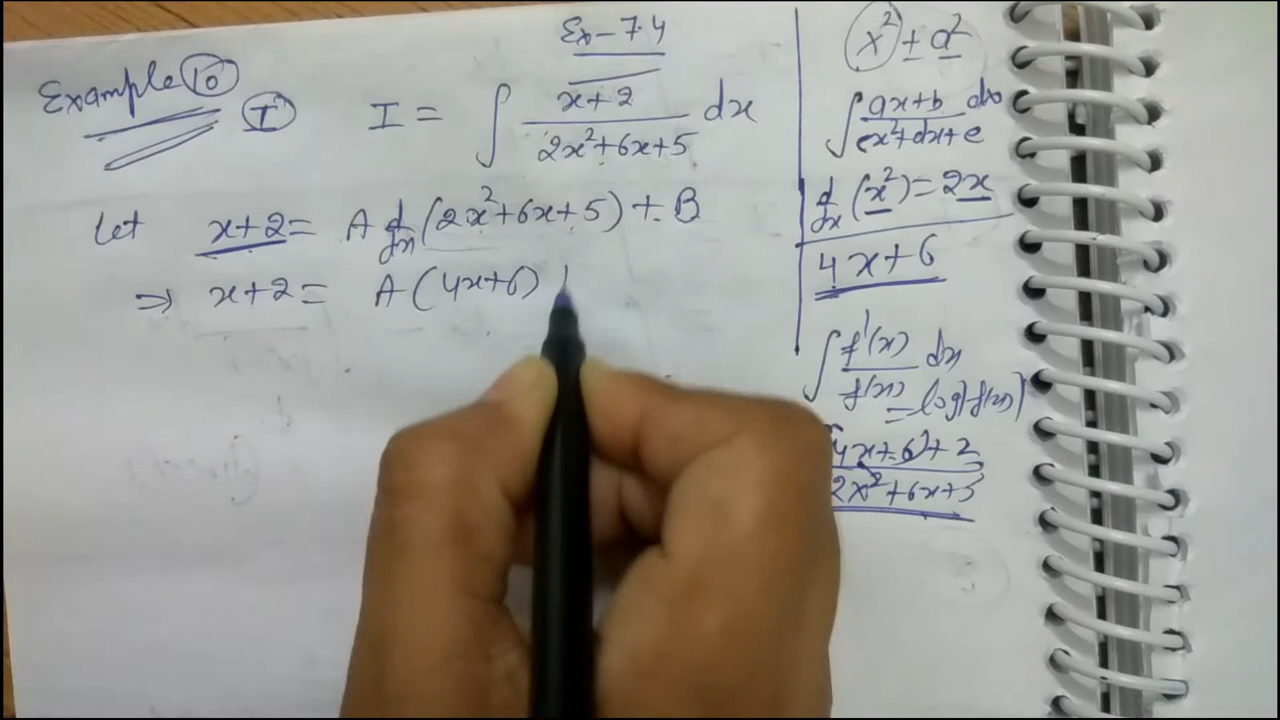 Ex-7.4
Example 10
I
I = ∫ (x+2)/(2x²+6x+5) dx
Let x+2 = A d/dx (2x²+6x+5) + B
⇒ x+2 = A(4x+6)
x² ± a²
∫ (ax+b)/(cx²+dx+e) dx
d/dx (x²) = 2x
4x+6
∫ f'(x)/f(x) dx
= log|f(x)|
(4x+6)+2
2x²+6x+5